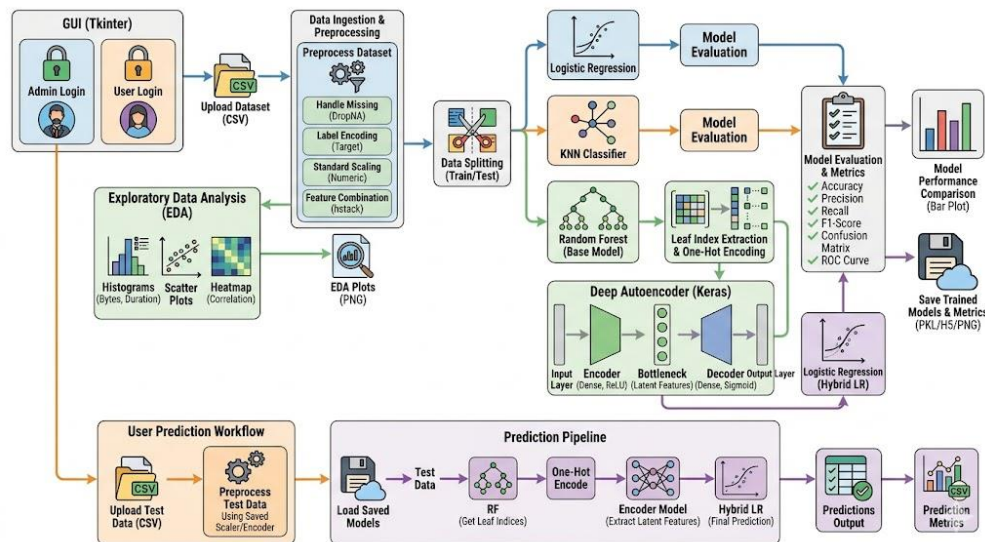 GUI (Tkinter)
Admin Login
User Login
Upload Dataset
(CSV)
CSV
Data Ingestion &
Preprocessing
Preprocess Dataset
Handle Missing
(DropNA)
Label Encoding
(Target)
Standard Scaling
(Numeric)
Feature Combination
(hstack)
Exploratory Data Analysis
(EDA)
Histograms
(Bytes, Duration)
Scatter
Plots
Heatmap
(Correlation)
EDA Plots
(PNG)
Data Splitting
(Train/Test)
Logistic Regression
Model
Evaluation
KNN Classifier
Model
Evaluation
Random Forest
(Base Model)
Leaf Index Extraction
& One-Hot Encoding
Deep Autoencoder (Keras)
Input
Layer
Encoder
(Dense, ReLU)
Bottleneck
(Latent Features)
Decoder
(Dense, Sigmoid)
Output Layer
Model Evaluation
& Metrics
Accuracy
Precision
Recall
F1-Score
Confusion
Matrix
ROC Curve
Model
Performance
Comparison
(Bar Plot)
Save Trained
Models & Metrics
(PKL/H5/PNG)
Logistic Regression
(Hybrid LR)
User Prediction Workflow
CSV
Upload Test
Data (CSV)
Preprocess
Test Data
Using Saved
Scaler/Encoder
Prediction Pipeline
Load Saved
Models
Test
Data
RF
(Get Leaf Indices)
One-Hot
Encode
Encoder Model
(Extract Latent Features)
Hybrid LR
(Final Prediction)
Predictions
Output
CSV
Prediction
Metrics